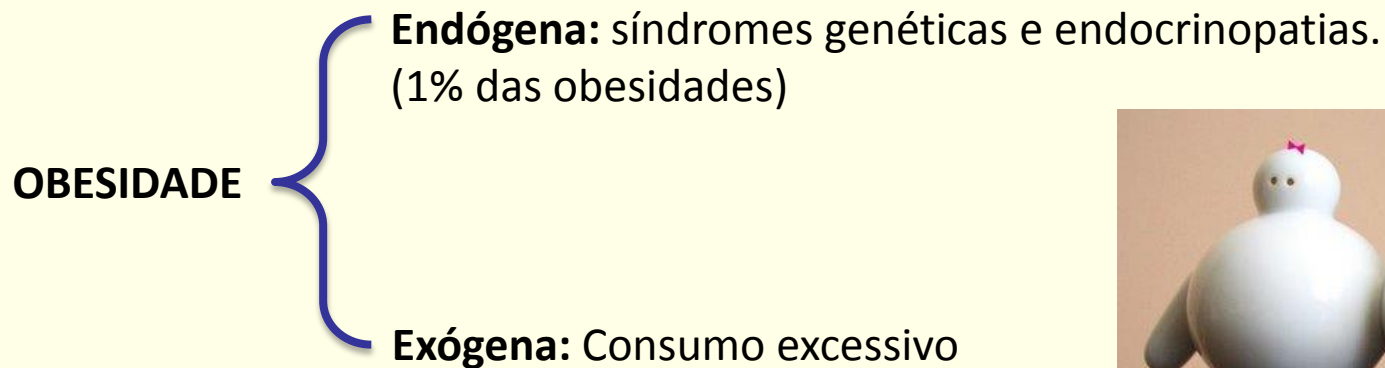 Endógena: síndromes genéticas e endocrinopatias.
(1% das obesidades)
OBESIDADE
Exógena: Consumo excessivo